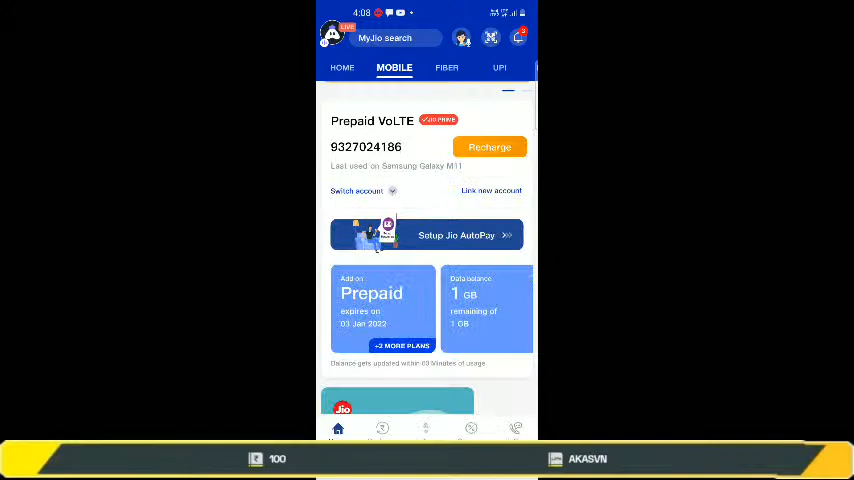 4:08
LIVE
MyJio search
3
HOME MOBILE FIBER UPI
Prepaid VoLTE JIO PRIME
9327024186 Recharge
Last used on Samsung Galaxy M11
Switch account Link new account
Setup Jio AutoPay
Add-on
Prepaid
expires on
03 Jan 2022
+2 MORE PLANS
Data balance
1 GB
remaining of
1 GB
Balance gets updated within 60 Minutes of usage.
Jio
₹ 100 AKASVN